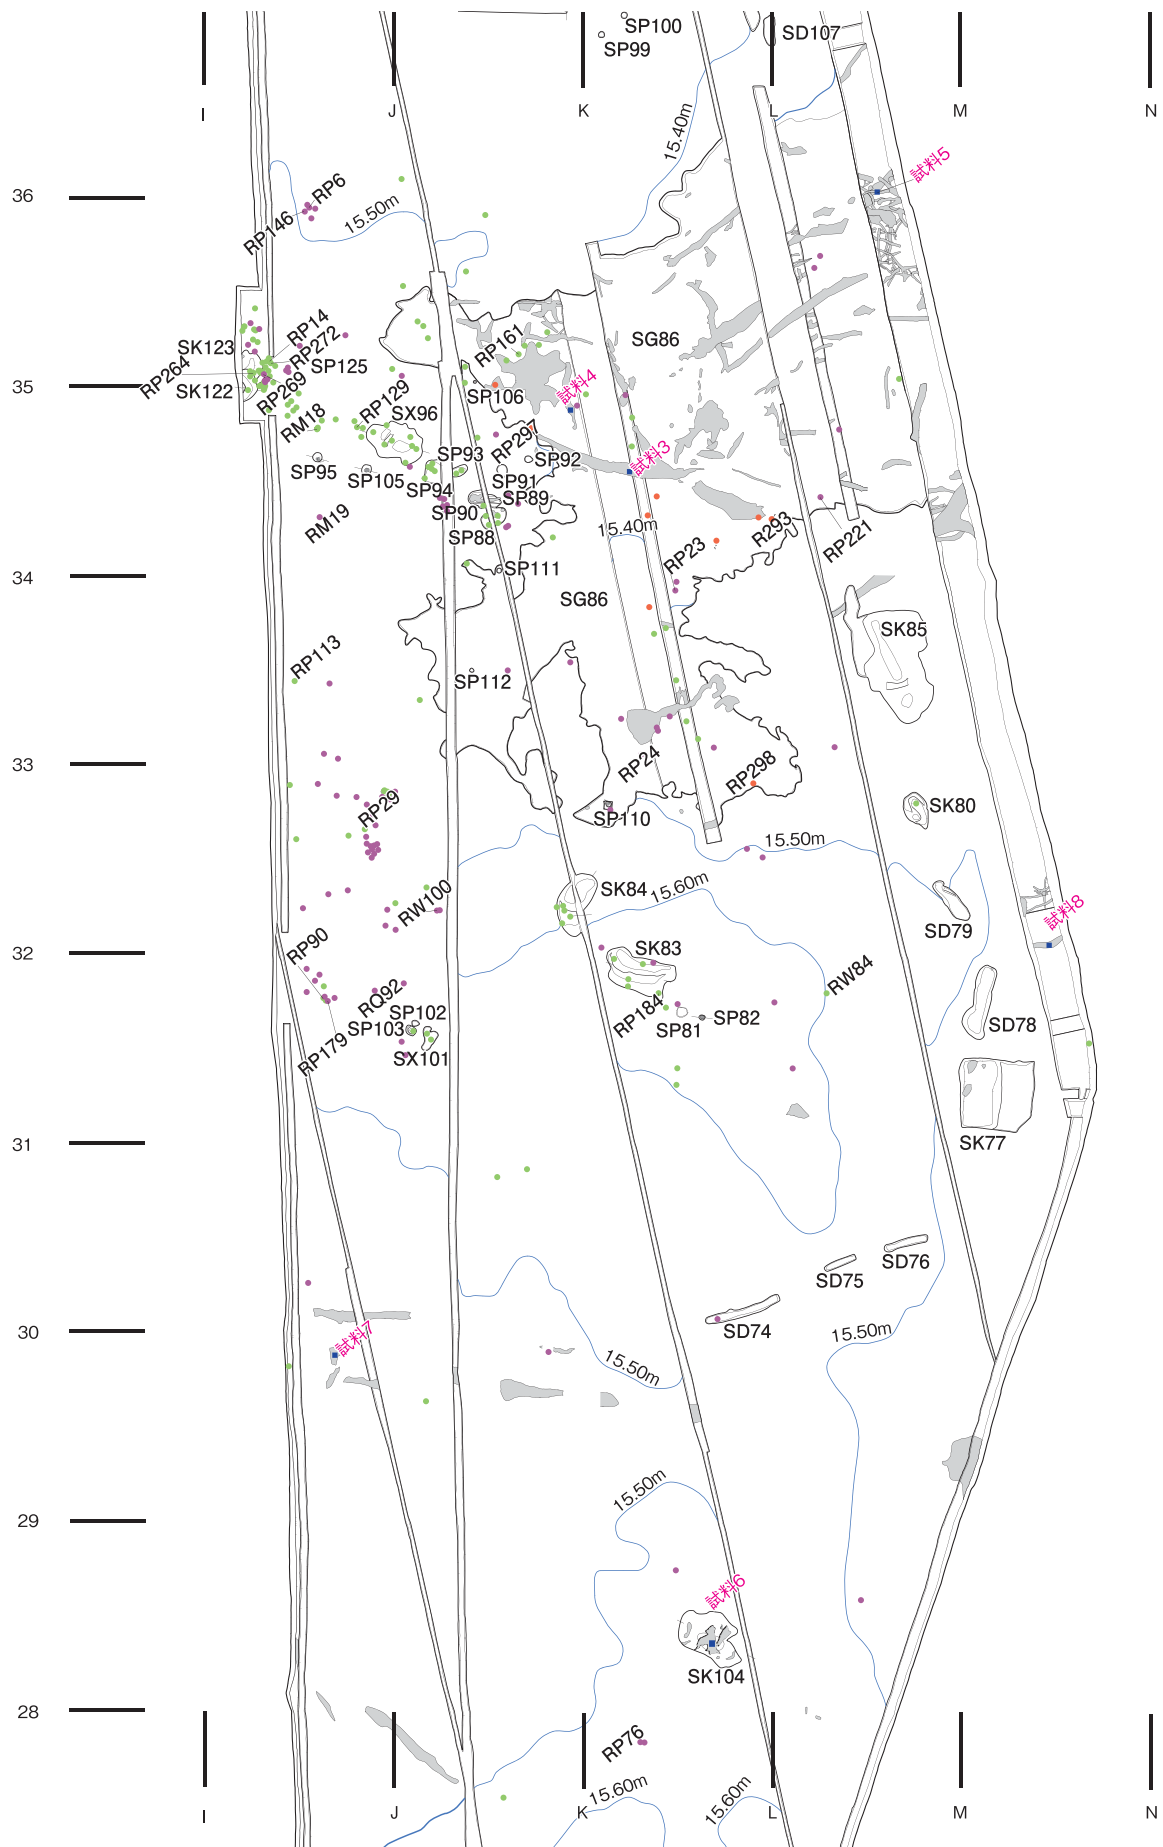 SP100
SD107
SP99
I
J
K
L
M
N
15.40m
試料5
36
RP6
15.50m
RP146
RP14
RP272
RP161
SG86
SK123
SP125
RP264
35
SK122
RP269
RP129
SP106
試料4
RM18
SX96
RP297
SP93
SP92
試料3
SP95
SP105
SP91
SP94
SP89
SP90
RM19
15.40m
R293
RP221
SP88
RP23
SP111
34
SG86
SK85
RP113
SP112
33
RP24
RP298
RP29
SP110
SK80
15.50m
SK84
15.60m
RW100
試料8
SD79
RP90
32
SK83
RW84
RQ92
SP102
RP184
SP103
SP81
SP82
SD78
RP179
SX101
31
SK77
SD76
SD75
30
試料7
SD74
15.50m
15.50m
15.50m
29
試料6
SK104
28
RP76
15.60m
15.60m
I
J
K
L
M
N